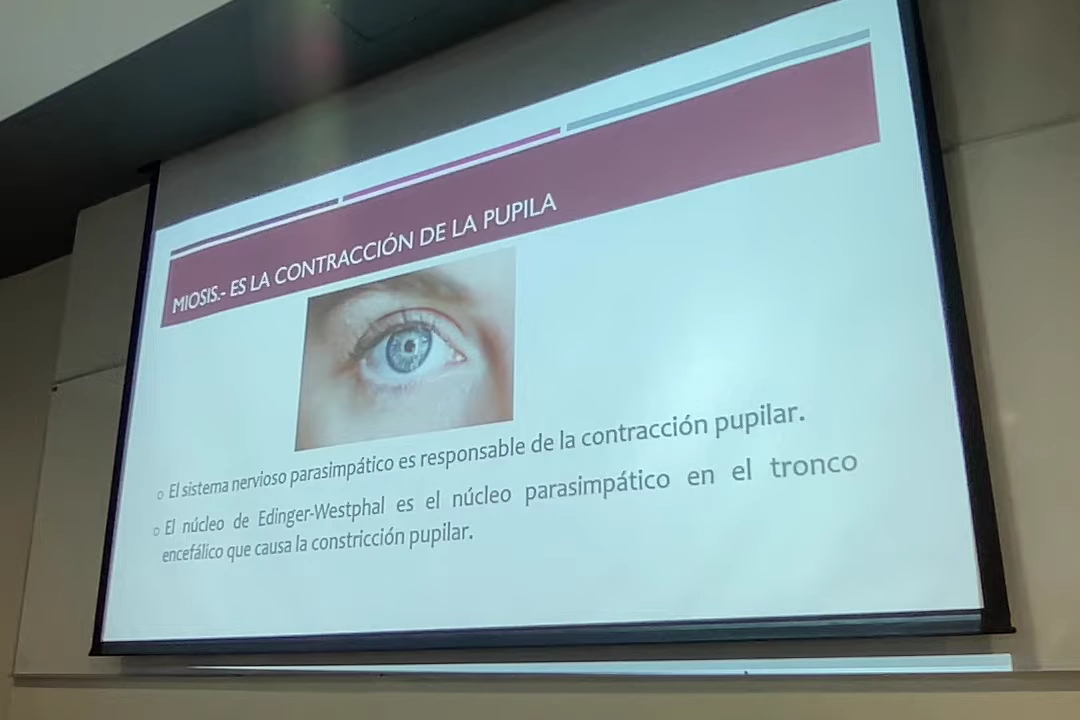 MIOSIS.- ES LA CONTRACCIÓN DE LA PUPILA
○ El sistema nervioso parasimpático es responsable de la contracción pupilar.
○ El núcleo de Edinger-Westphal es el núcleo parasimpático en el tronco
encefálico que causa la constricción pupilar.